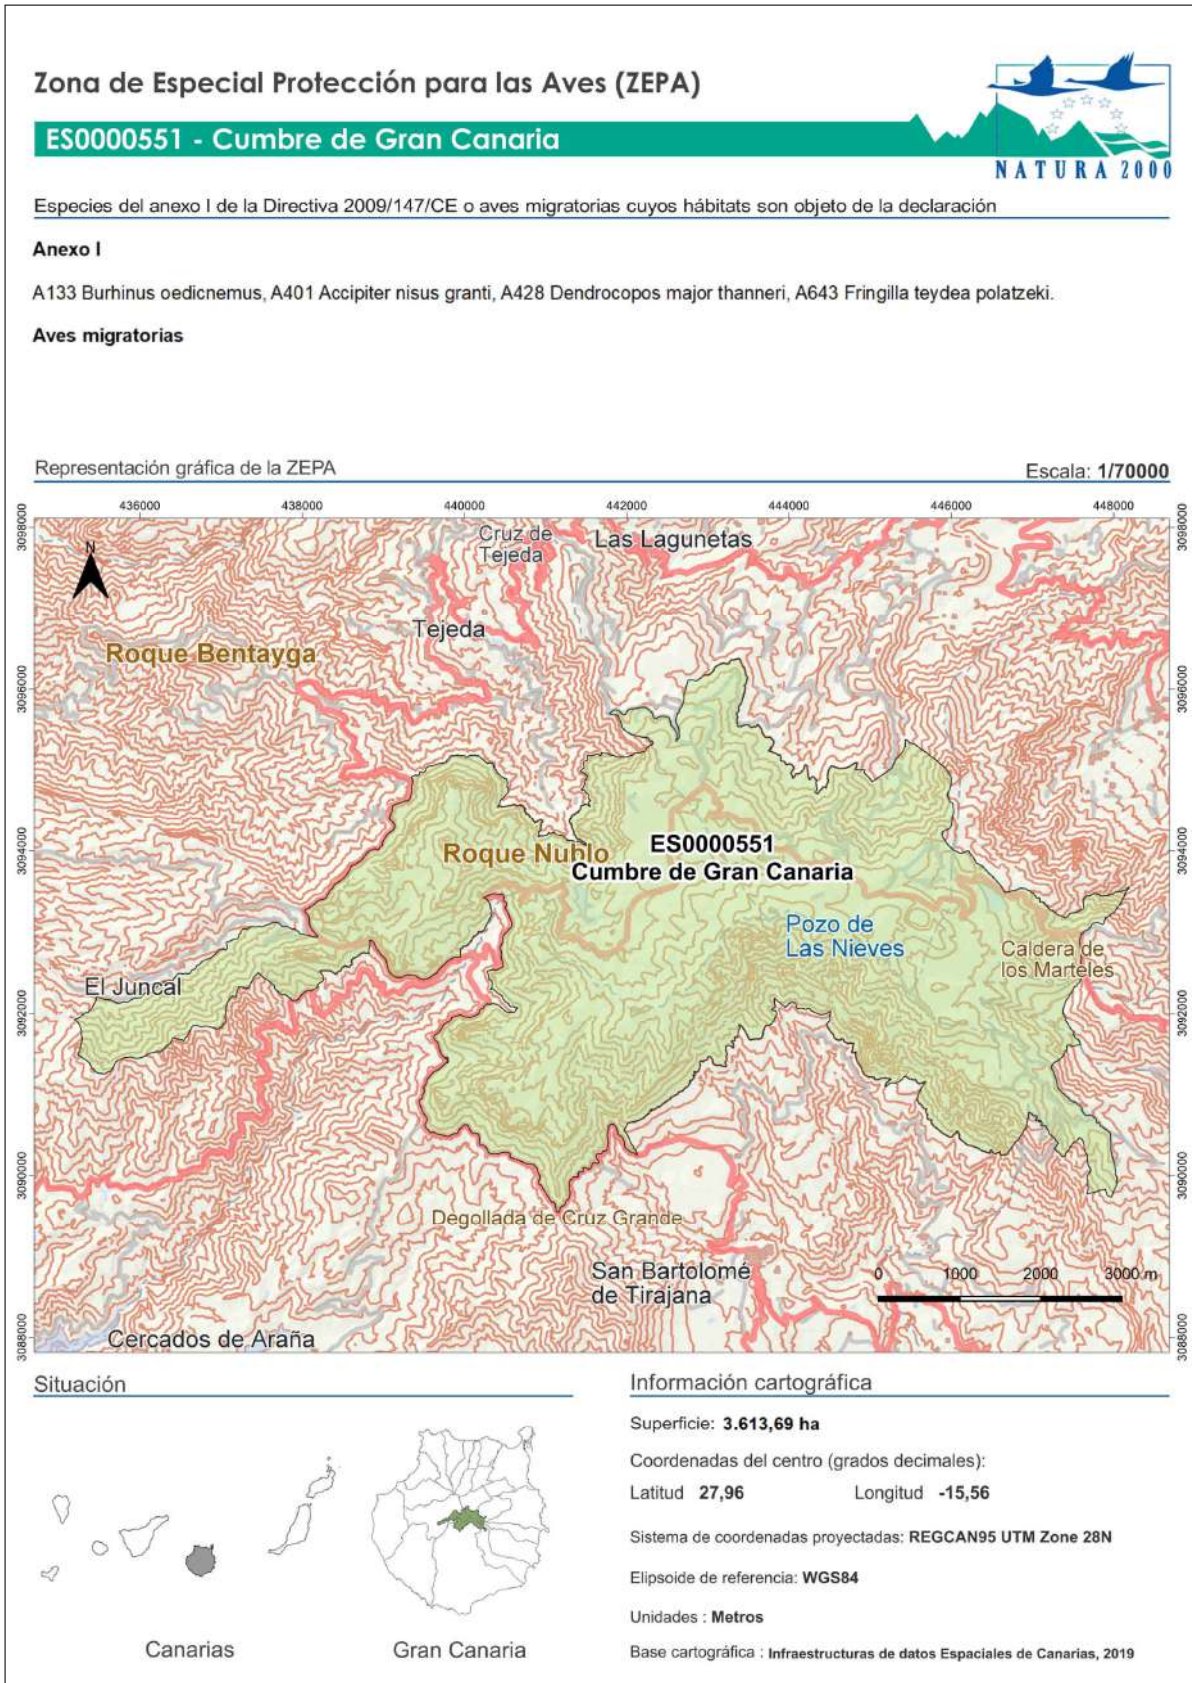 Zona de Especial Protección para las Aves (ZEPA)
ES0000551 - Cumbre de Gran Canaria
NATURA 2000
Especies del anexo I de la Directiva 2009/147/CE o aves migratorias cuyos hábitats son objeto de la declaración
Anexo I
A133 Burhinus oedicnemus, A401 Accipiter nisus granti, A428 Dendrocopos major thanneri, A643 Fringilla teydea polatzeki.
Aves migratorias
Representación gráfica de la ZEPA
Escala: 1/70000
436000 438000 440000 442000 444000 446000 448000
3098000 3098000
N
Cruz de
Tejeda
Las Lagunetas
Tejeda
Roque Bentayga
3096000 3096000
ES0000551
Roque Nublo
Cumbre de Gran Canaria
3094000 3094000
Pozo de
Las Nieves
Caldera de
los Marteles
El Juncal
3092000 3092000
3090000 3090000
Degollada de Cruz Grande
San Bartolomé
de Tirajana
0 1000 2000 3000 m
Cercados de Araña
3088000 3088000
Situación
Canarias
Gran Canaria
Información cartográfica
Superficie: 3.613,69 ha
Coordenadas del centro (grados decimales):
Latitud 27,96 Longitud -15,56
Sistema de coordenadas proyectadas: REGCAN95 UTM Zone 28N
Elipsoide de referencia: WGS84
Unidades : Metros
Base cartográfica : Infraestructuras de datos Espaciales de Canarias, 2019